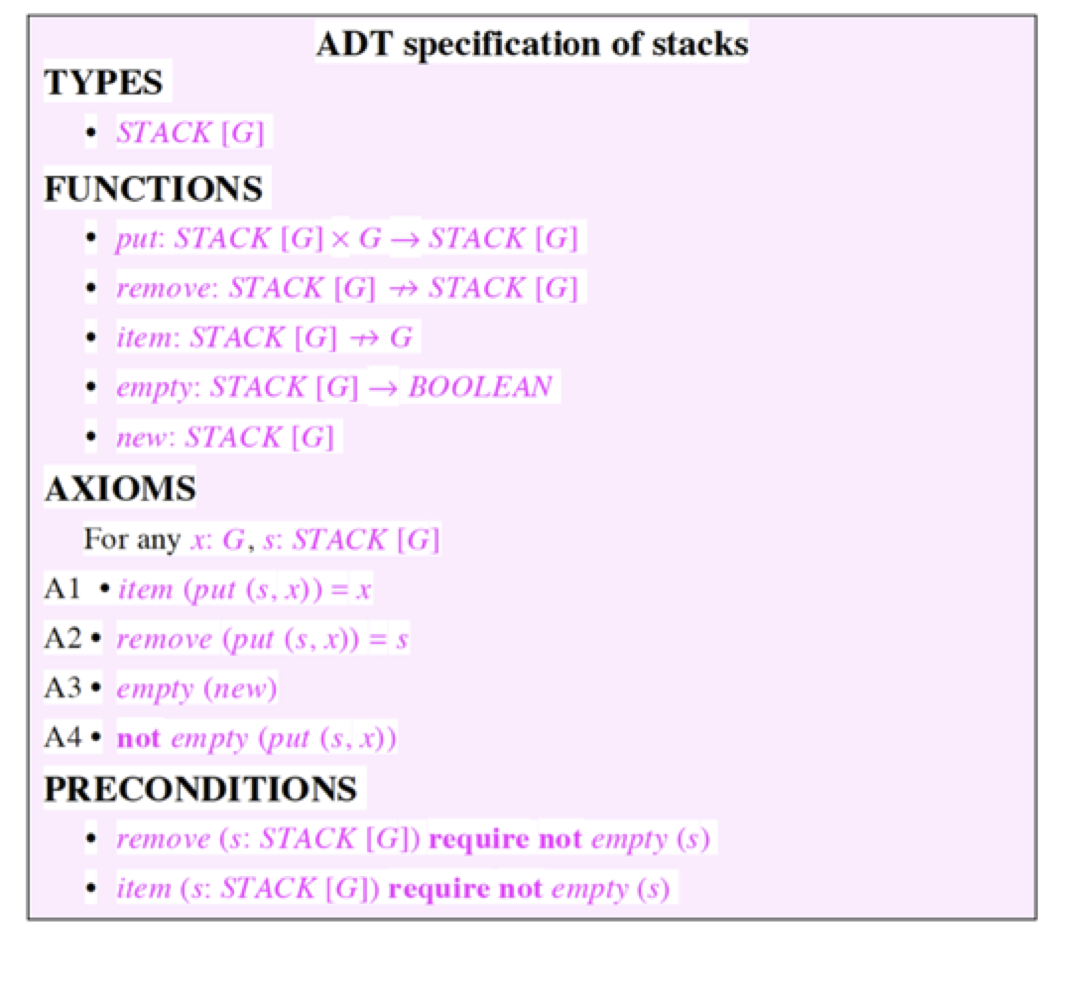 ADT specification of stacks
TYPES
• STACK [G]
FUNCTIONS
• put: STACK [G] × G → STACK [G]
• remove: STACK [G] ↛ STACK [G]
• item: STACK [G] ↛ G
• empty: STACK [G] → BOOLEAN
• new: STACK [G]
AXIOMS
For any x: G, s: STACK [G]
A1 • item (put (s, x)) = x
A2 • remove (put (s, x)) = s
A3 • empty (new)
A4 • not empty (put (s, x))
PRECONDITIONS
• remove (s: STACK [G]) require not empty (s)
• item (s: STACK [G]) require not empty (s)